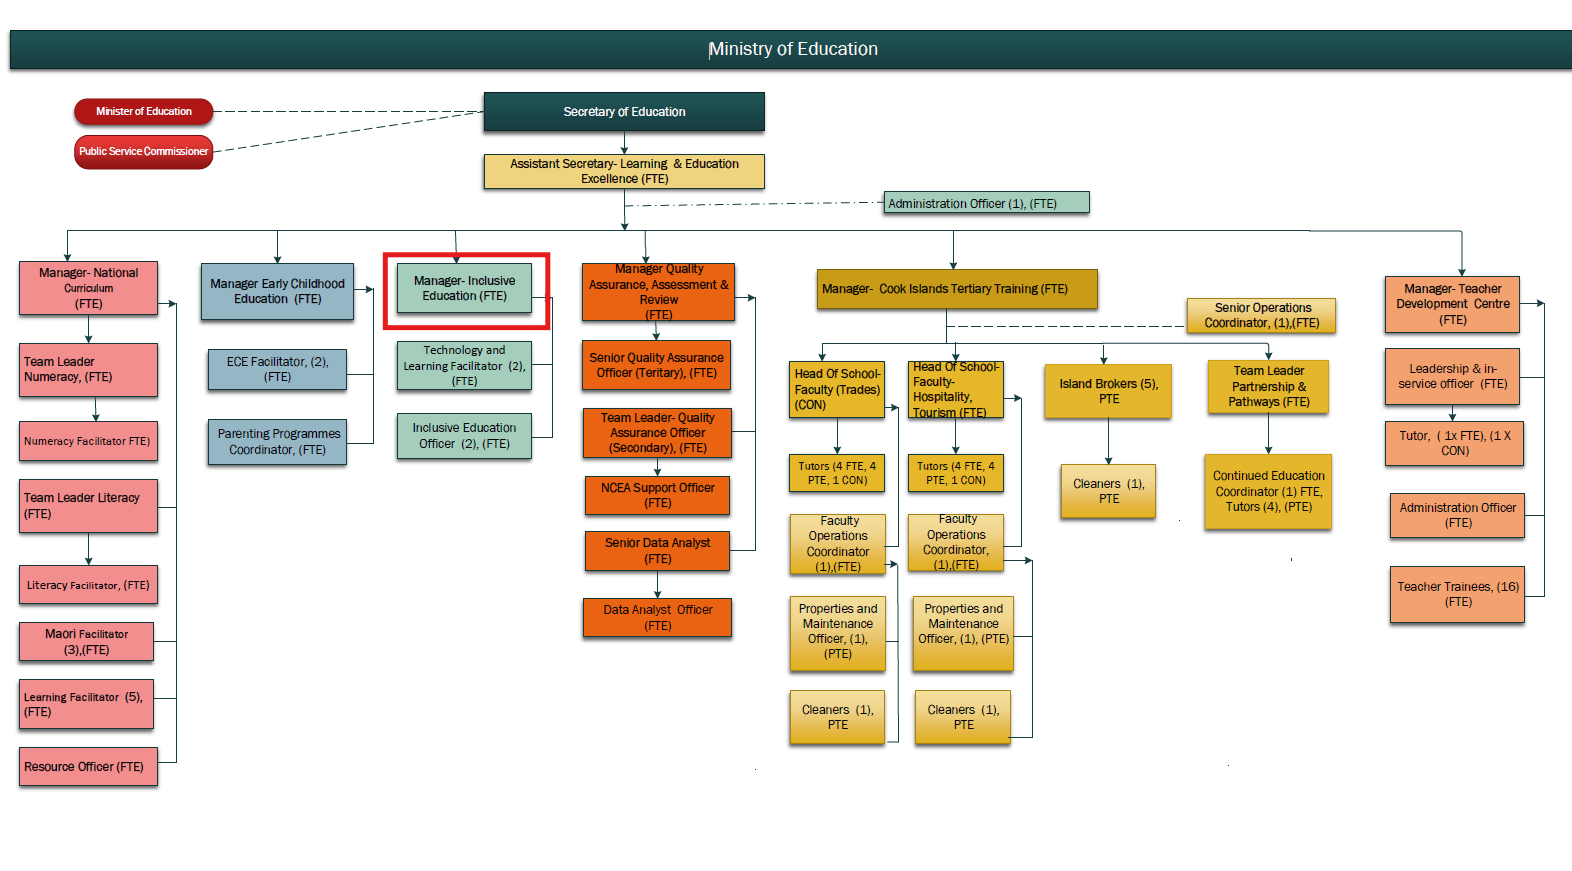 Ministry of Education
Minister of Education
Secretary of Education
Public Service Commissioner
Assistant Secretary- Learning & Education
Excellence (FTE)
Administration Officer (1), (FTE)
Manager- National
Curriculum
(FTE)
Team Leader
Numeracy, (FTE)
Numeracy Facilitator FTE)
Team Leader Literacy
(FTE)
Literacy Facilitator, (FTE)
Maori Facilitator
(3),(FTE)
Learning Facilitator (5),
(FTE)
Resource Officer (FTE)
Manager Early Childhood
Education (FTE)
ECE Facilitator, (2),
(FTE)
Parenting Programmes
Coordinator, (FTE)
Manager- Inclusive
Education (FTE)
Technology and
Learning Facilitator (2),
(FTE)
Inclusive Education
Officer (2), (FTE)
Manager Quality
Assurance, Assessment &
Review
(FTE)
Senior Quality Assurance
Officer (Teritary), (FTE)
Team Leader- Quality
Assurance Officer
(Secondary), (FTE)
NCEA Support Officer
(FTE)
Senior Data Analyst
(FTE)
Data Analyst Officer
(FTE)
Manager- Cook Islands Tertiary Training (FTE)
Senior Operations
Coordinator, (1),(FTE)
Head Of School-
Faculty (Trades)
(CON)
Tutors (4 FTE, 4
PTE, 1 CON)
Faculty
Operations
Coordinator
(1),(FTE)
Properties and
Maintenance
Officer, (1),
(PTE)
Cleaners (1),
PTE
Head Of School-
Faculty-
Hospitality,
Tourism (FTE)
Tutors (4 FTE, 4
PTE, 1 CON)
Faculty
Operations
Coordinator,
(1),(FTE)
Properties and
Maintenance
Officer, (1), (PTE)
Cleaners (1),
PTE
Island Brokers (5),
PTE
Cleaners (1),
PTE
Team Leader
Partnership &
Pathways (FTE)
Continued Education
Coordinator (1) FTE,
Tutors (4), (PTE)
Manager- Teacher
Development Centre
(FTE)
Leadership & in-
service officer (FTE)
Tutor, ( 1x FTE), (1 X
CON)
Administration Officer
(FTE)
Teacher Trainees, (16)
(FTE)